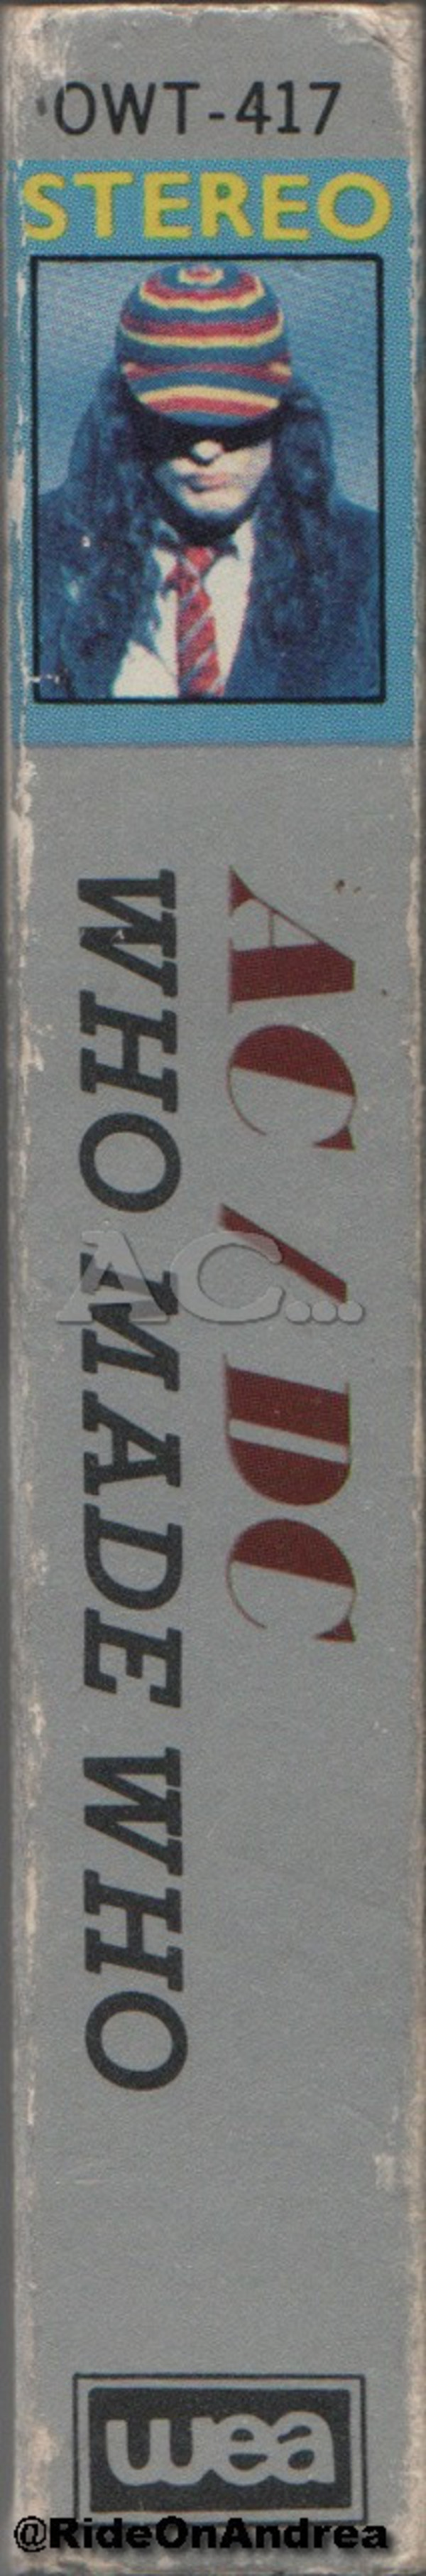 OWT-417
STEREO
AC/DC
WHO MADE WHO
AC...
wea
@RideOnAndrea